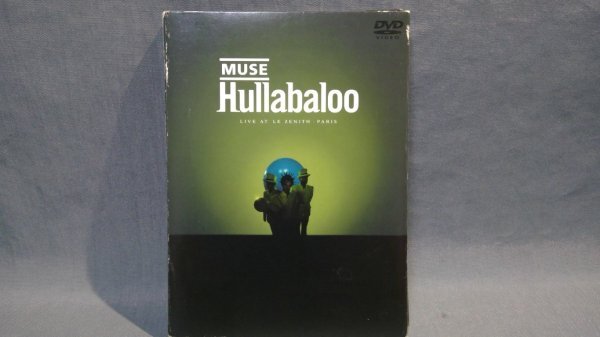 DVD
VIDEO
MUSE
Hullabaloo
LIVE AT LE ZENITH PARIS